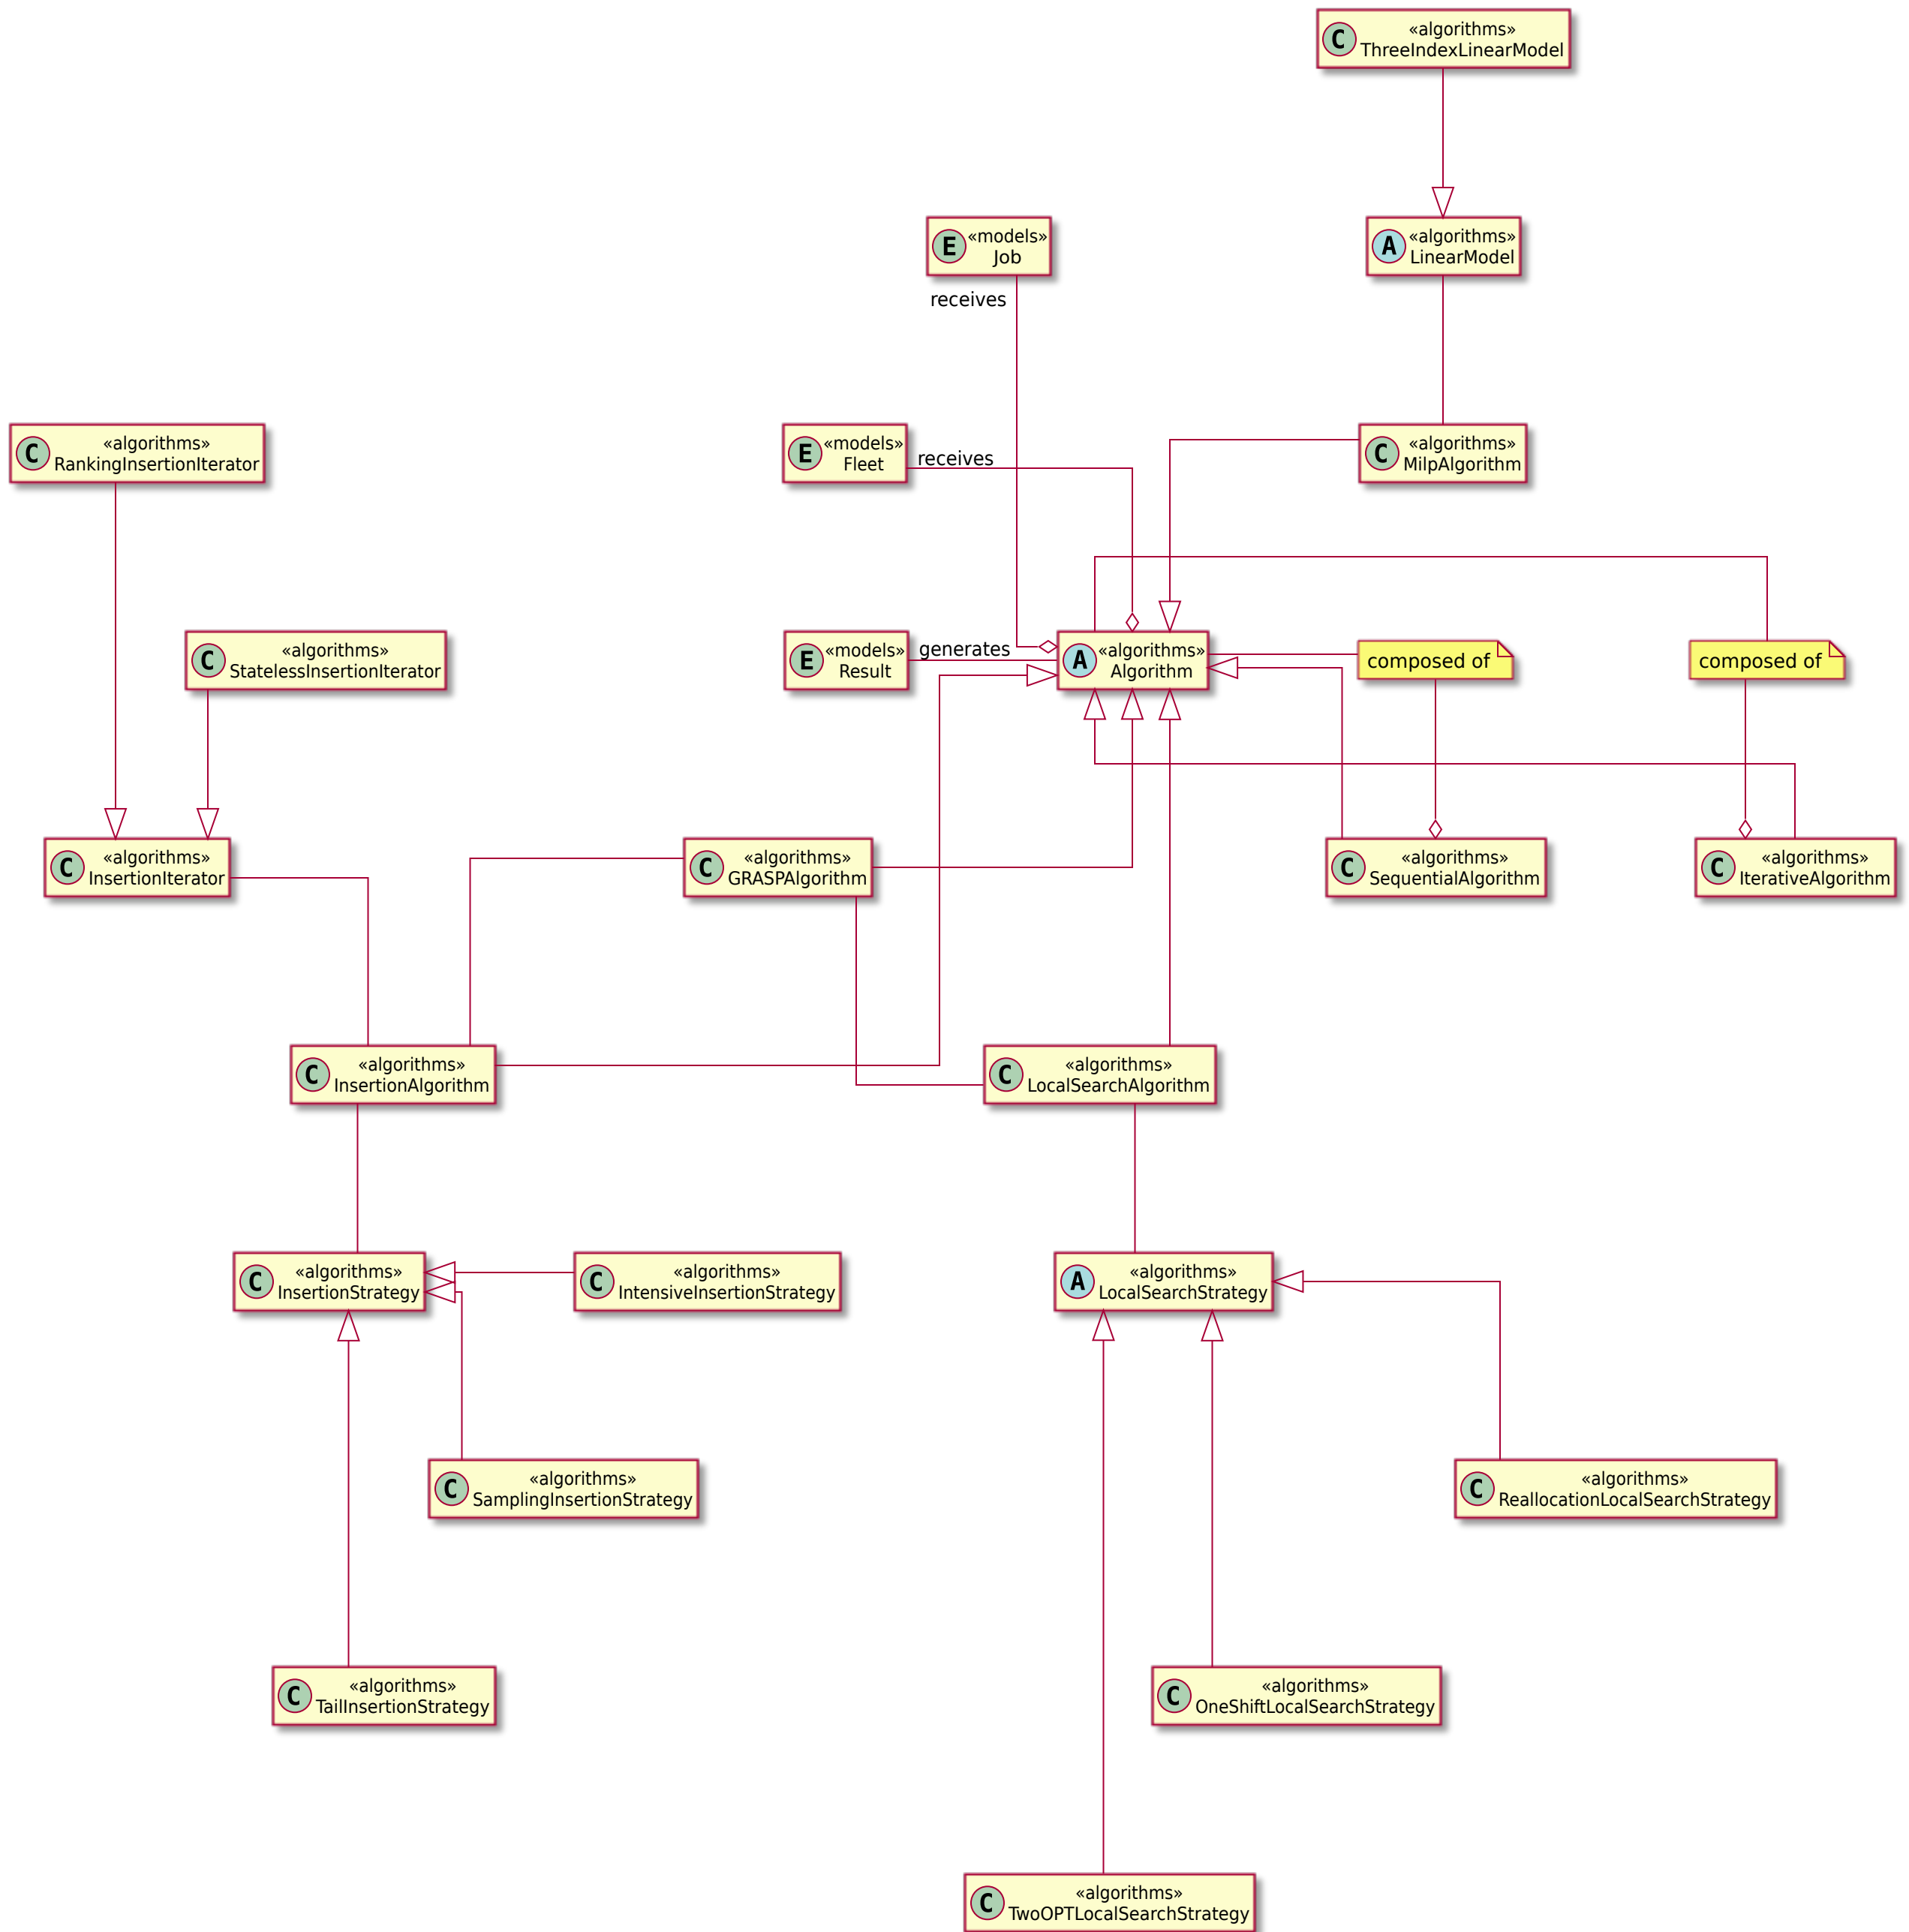 C «algorithms»
ThreeIndexLinearModel
E «models»
Job
A «algorithms»
LinearModel
receives
C «algorithms»
RankingInsertionIterator
E «models»
Fleet
receives
C «algorithms»
MilpAlgorithm
C «algorithms»
StatelessInsertionIterator
E «models»
Result
generates
A «algorithms»
Algorithm
composed of
composed of
C «algorithms»
InsertionIterator
C «algorithms»
GRASPAlgorithm
C «algorithms»
SequentialAlgorithm
C «algorithms»
IterativeAlgorithm
C «algorithms»
InsertionAlgorithm
C «algorithms»
LocalSearchAlgorithm
C «algorithms»
InsertionStrategy
C «algorithms»
IntensiveInsertionStrategy
A «algorithms»
LocalSearchStrategy
C «algorithms»
SamplingInsertionStrategy
C «algorithms»
ReallocationLocalSearchStrategy
C «algorithms»
TailInsertionStrategy
C «algorithms»
OneShiftLocalSearchStrategy
C «algorithms»
TwoOPTLocalSearchStrategy